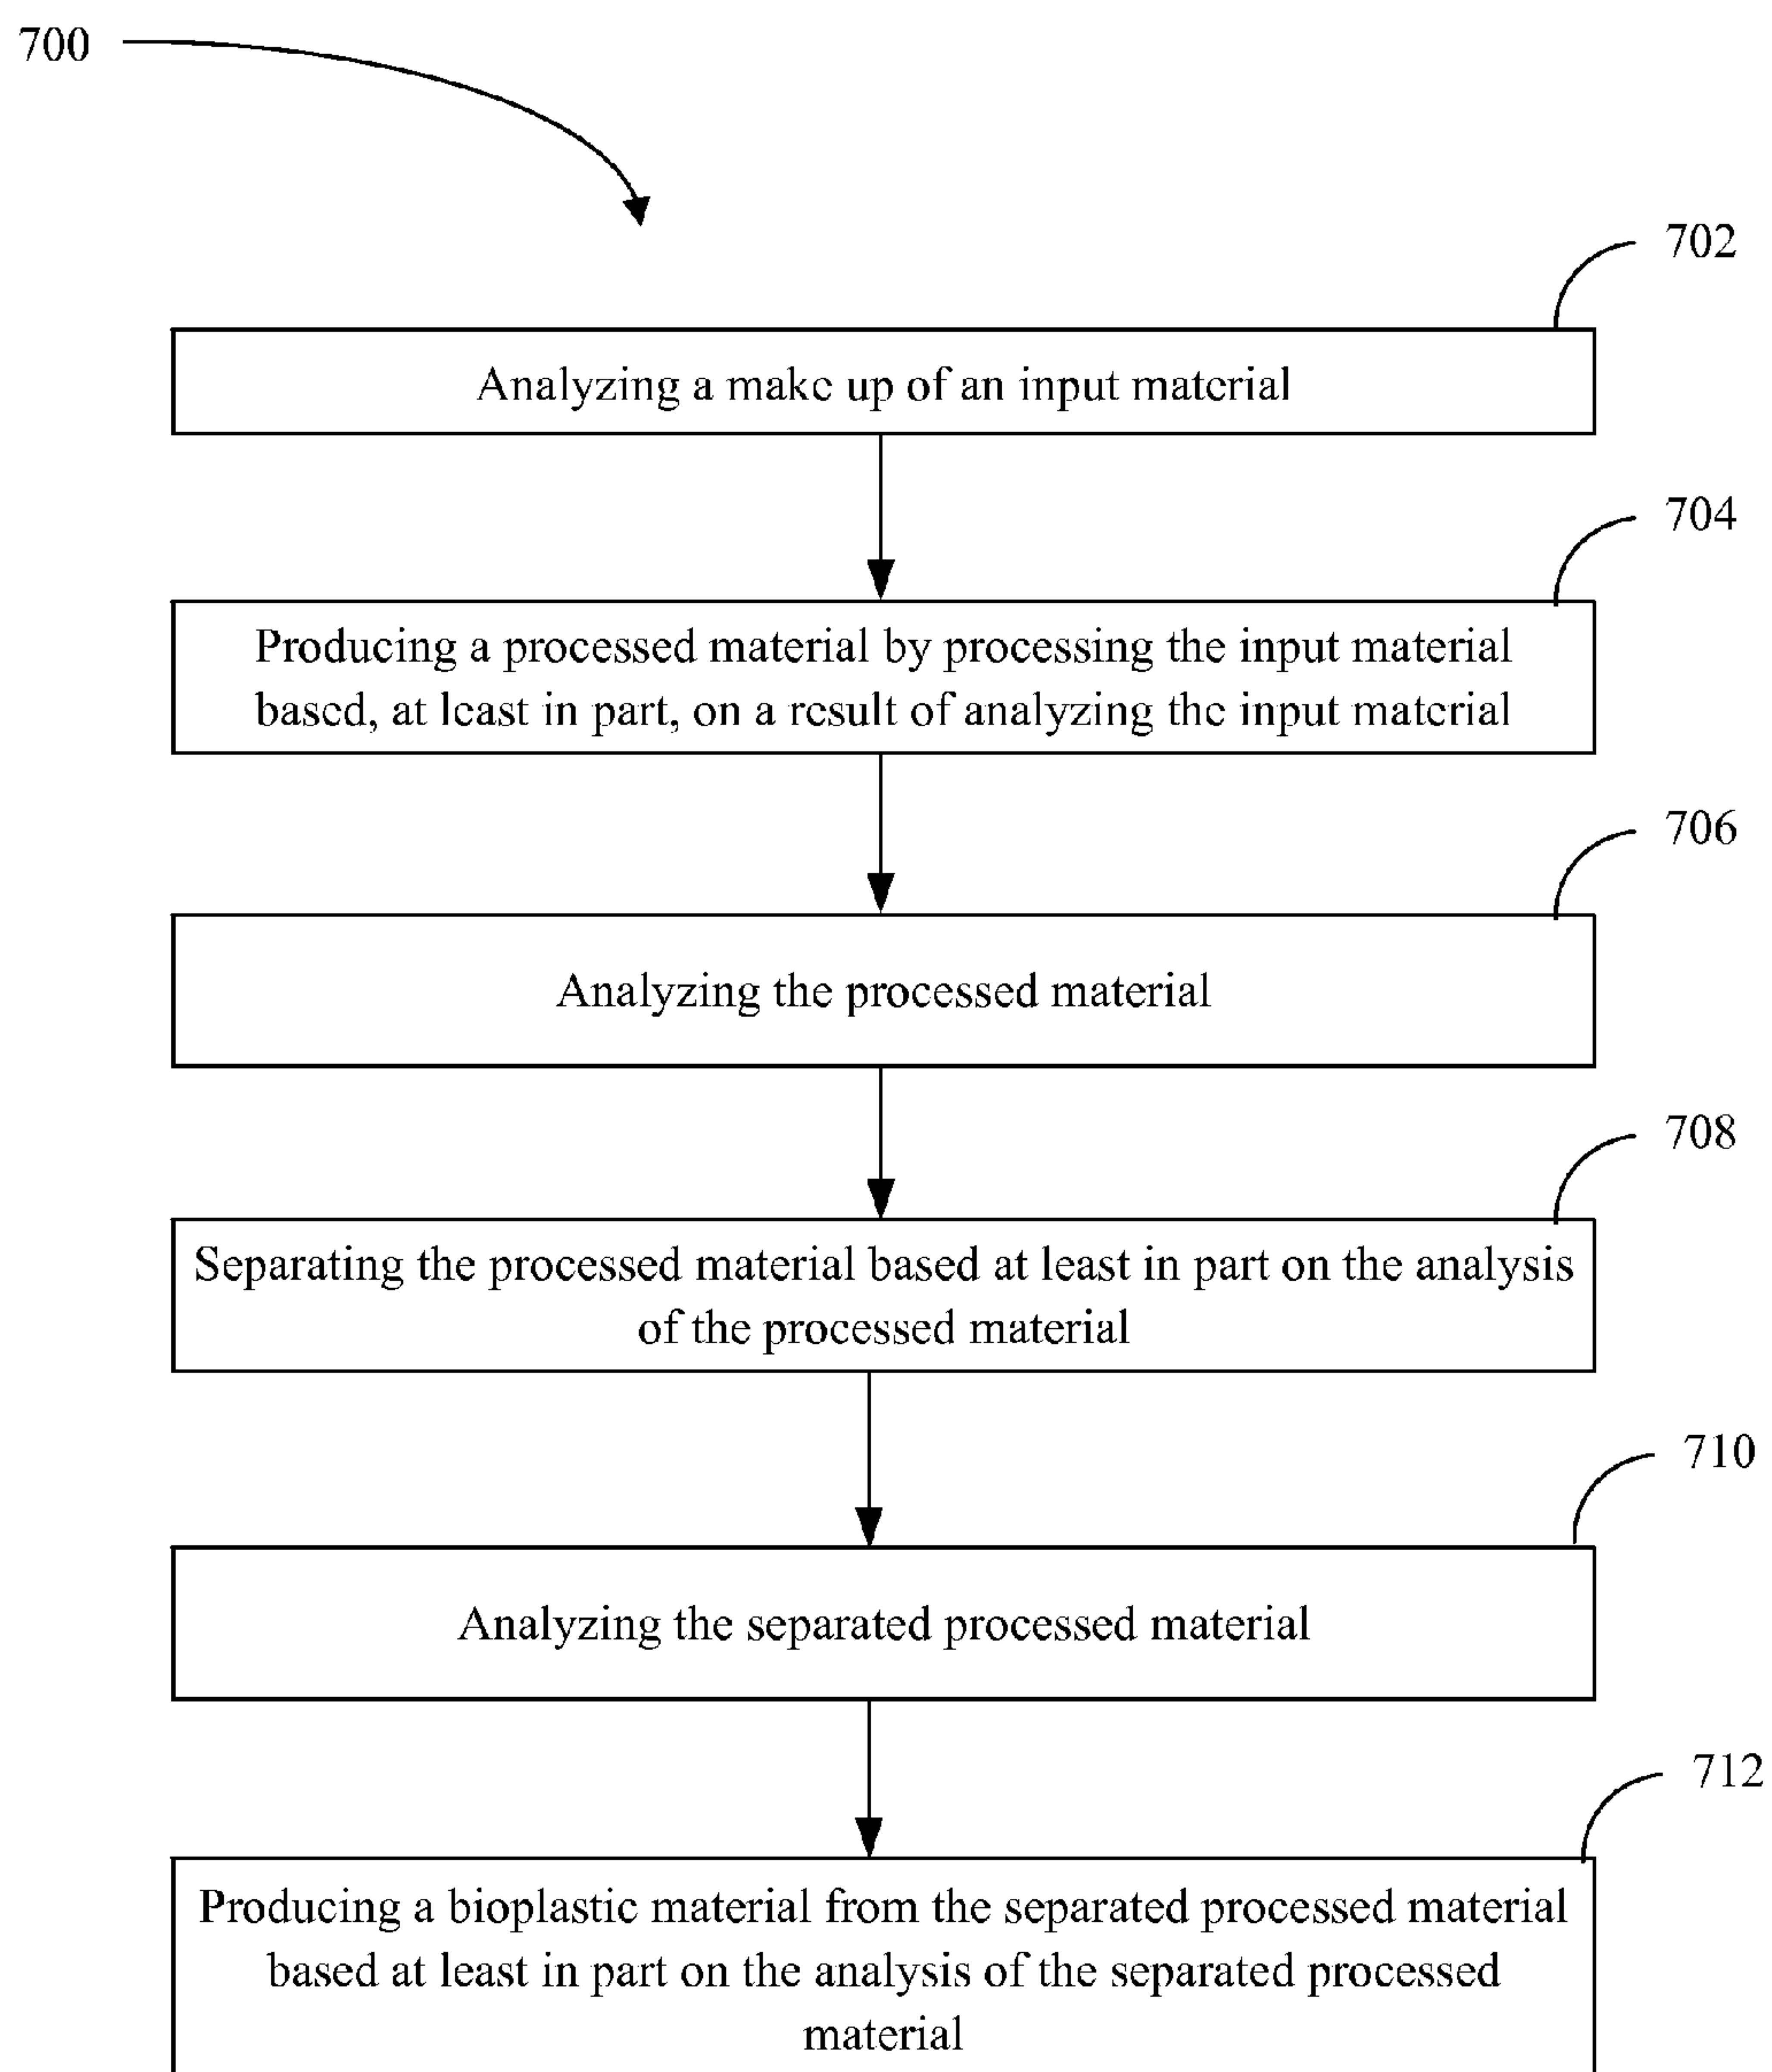 700
702
Analyzing a make up of an input material
704
Producing a processed material by processing the input material
based, at least in part, on a result of analyzing the input material
706
Analyzing the processed material
708
Separating the processed material based at least in part on the analysis
of the processed material
710
Analyzing the separated processed material
712
Producing a bioplastic material from the separated processed material
based at least in part on the analysis of the separated processed
material